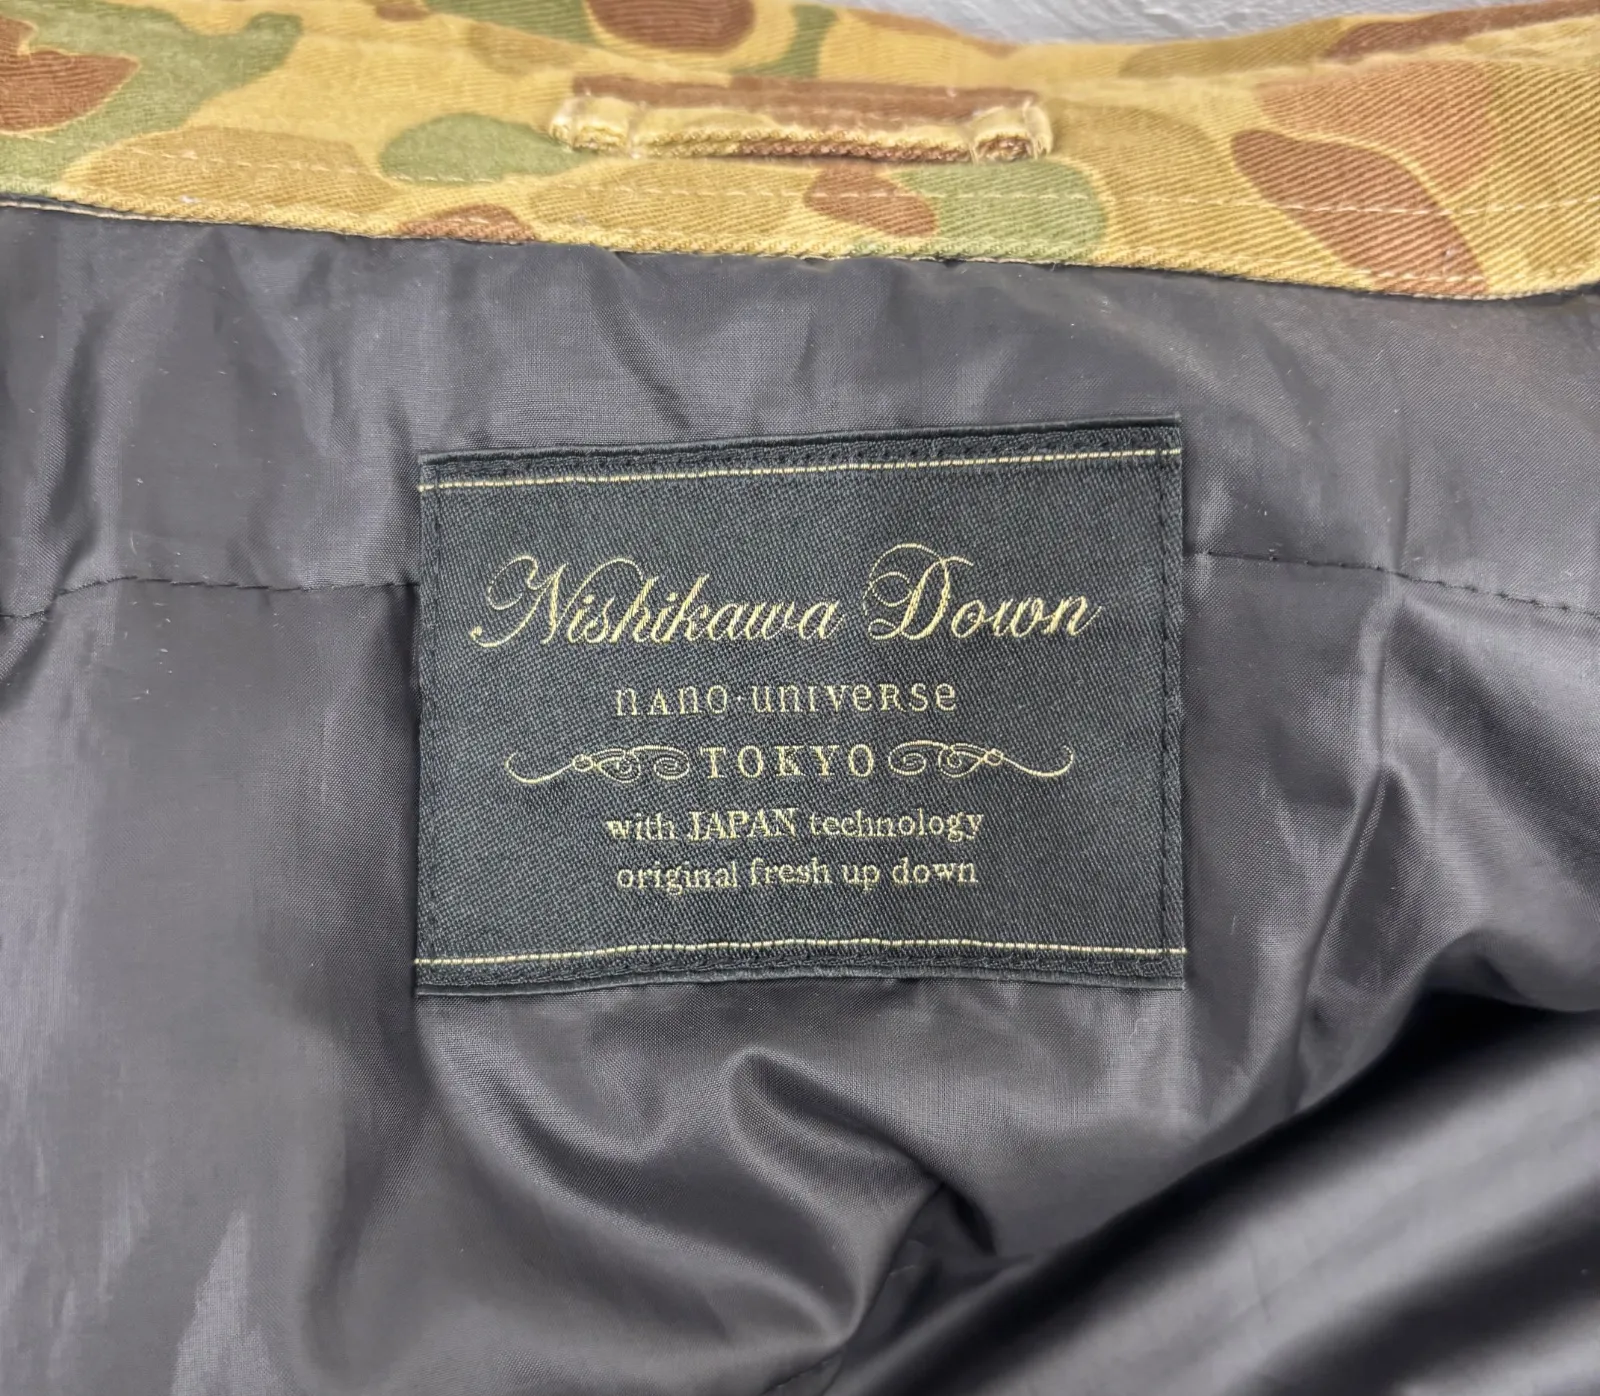 Nishikawa Down
nano·universe
TOKYO
with JAPAN technology
original fresh up down